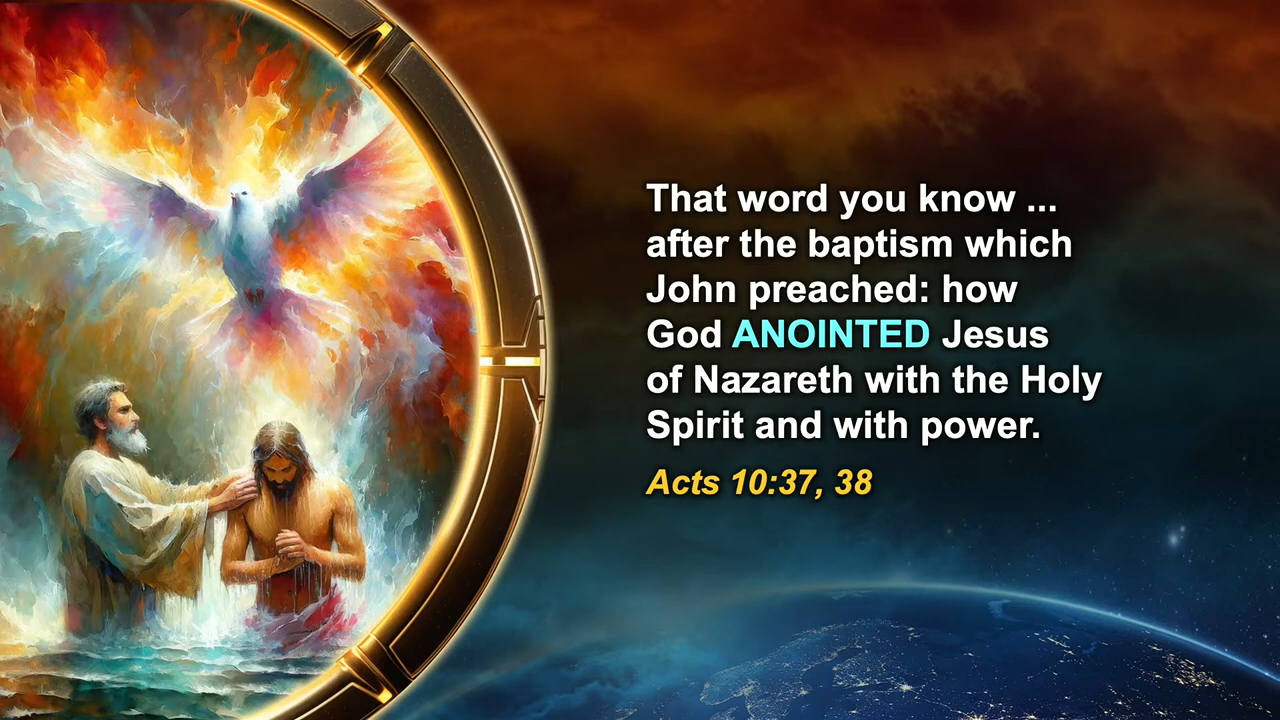 That word you know ...
after the baptism which
John preached: how
God ANOINTED Jesus
of Nazareth with the Holy
Spirit and with power.
Acts 10:37, 38